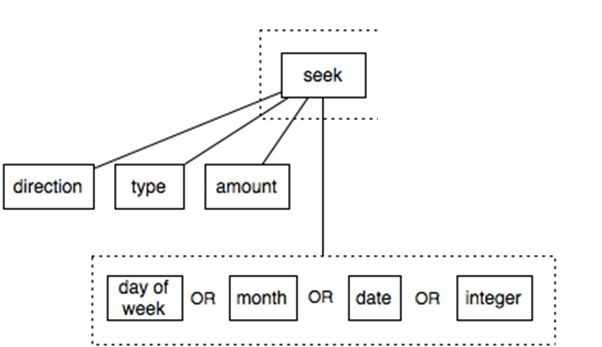 seek
direction type amount
day of
week OR month OR date OR integer